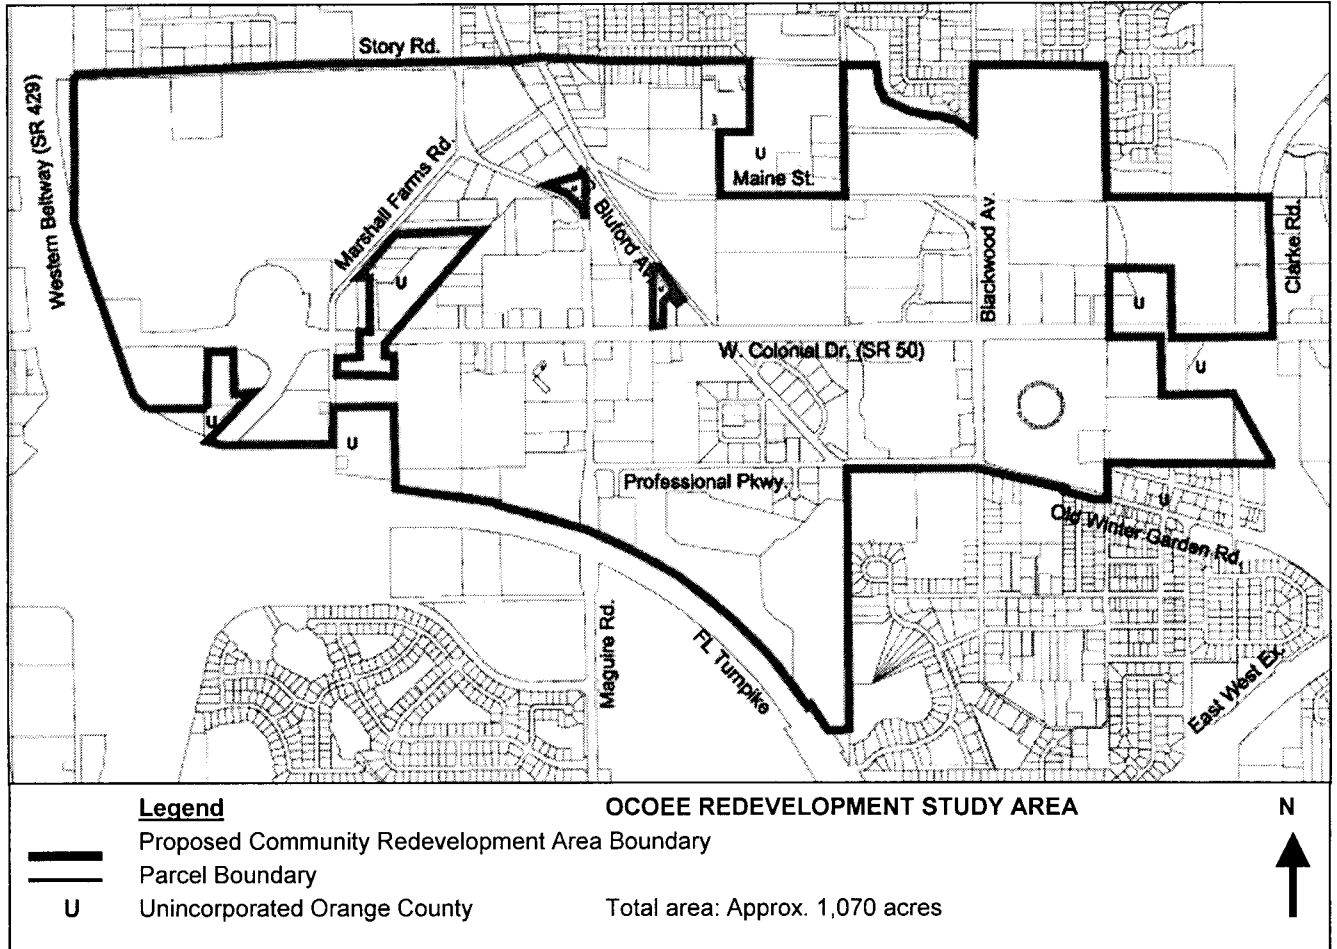 Story Rd.
Western Beltway (SR 429)
Marshall Farms Rd.
U
Maine St.
Bluford Av.
Blackwood Av.
Clarke Rd.
U
U
W. Colonial Dr. (SR 50)
U
U
U
Professional Pkwy.
U
Old Winter Garden Rd.
Maguire Rd.
FL Turnpike
East West Ex.
Legend
OCOEE REDEVELOPMENT STUDY AREA
N
Proposed Community Redevelopment Area Boundary
Parcel Boundary
U Unincorporated Orange County
Total area: Approx. 1,070 acres